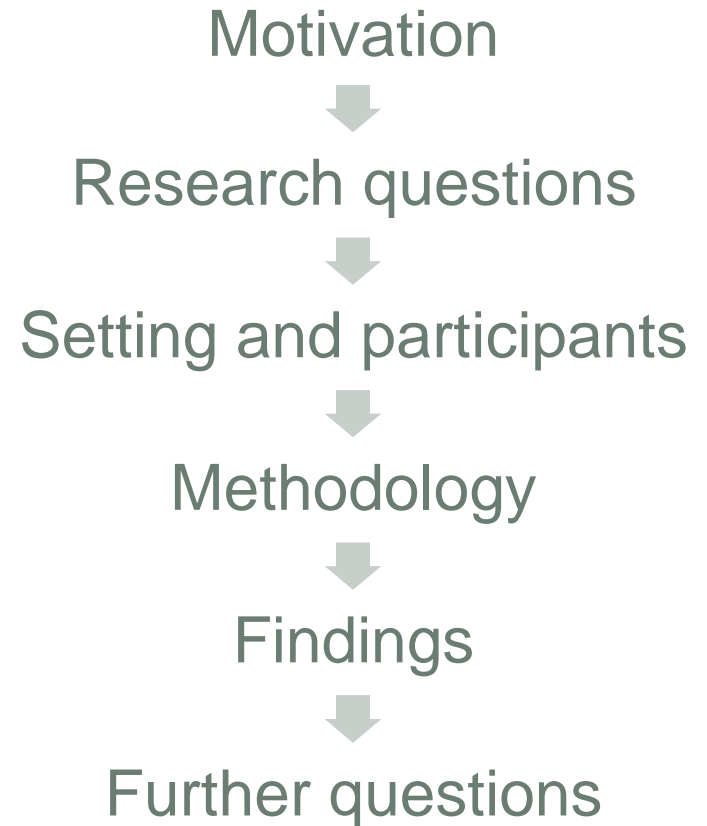 Motivation
Research questions
Setting and participants
Methodology
Findings
Further questions